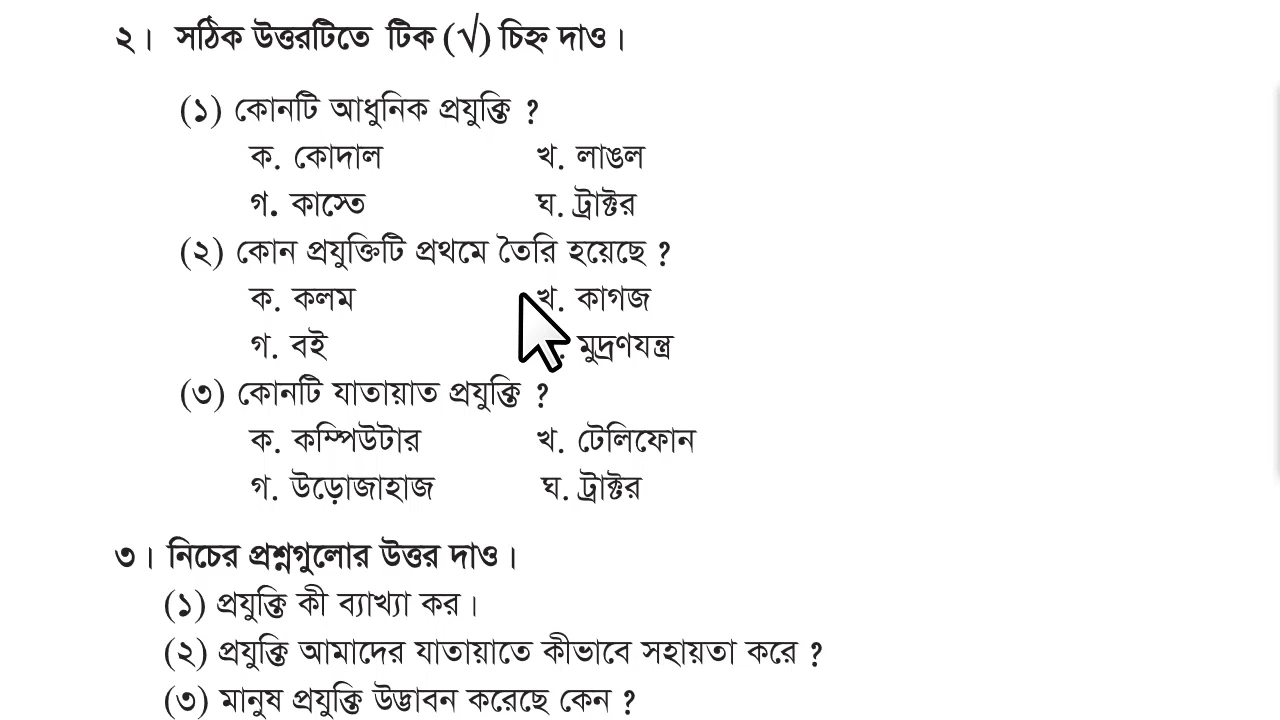 ২। সঠিক উত্তরটিতে টিক (√) চিহ্ন দাও।
(১) কোনটি আধুনিক প্রযুক্তি ?
ক. কোদাল খ. লাঙল
গ. কাস্তে ঘ. ট্রাক্টর
(২) কোন প্রযুক্তিটি প্রথমে তৈরি হয়েছে ?
ক. কলম খ. কাগজ
গ. বই মুদ্রণযন্ত্র
(৩) কোনটি যাতায়াত প্রযুক্তি ?
ক. কম্পিউটার খ. টেলিফোন
গ. উড়োজাহাজ ঘ. ট্রাক্টর
৩। নিচের প্রশ্নগুলোর উত্তর দাও।
(১) প্রযুক্তি কী ব্যাখ্যা কর।
(২) প্রযুক্তি আমাদের যাতায়াতে কীভাবে সহায়তা করে ?
(৩) মানুষ প্রযুক্তি উদ্ভাবন করেছে কেন ?